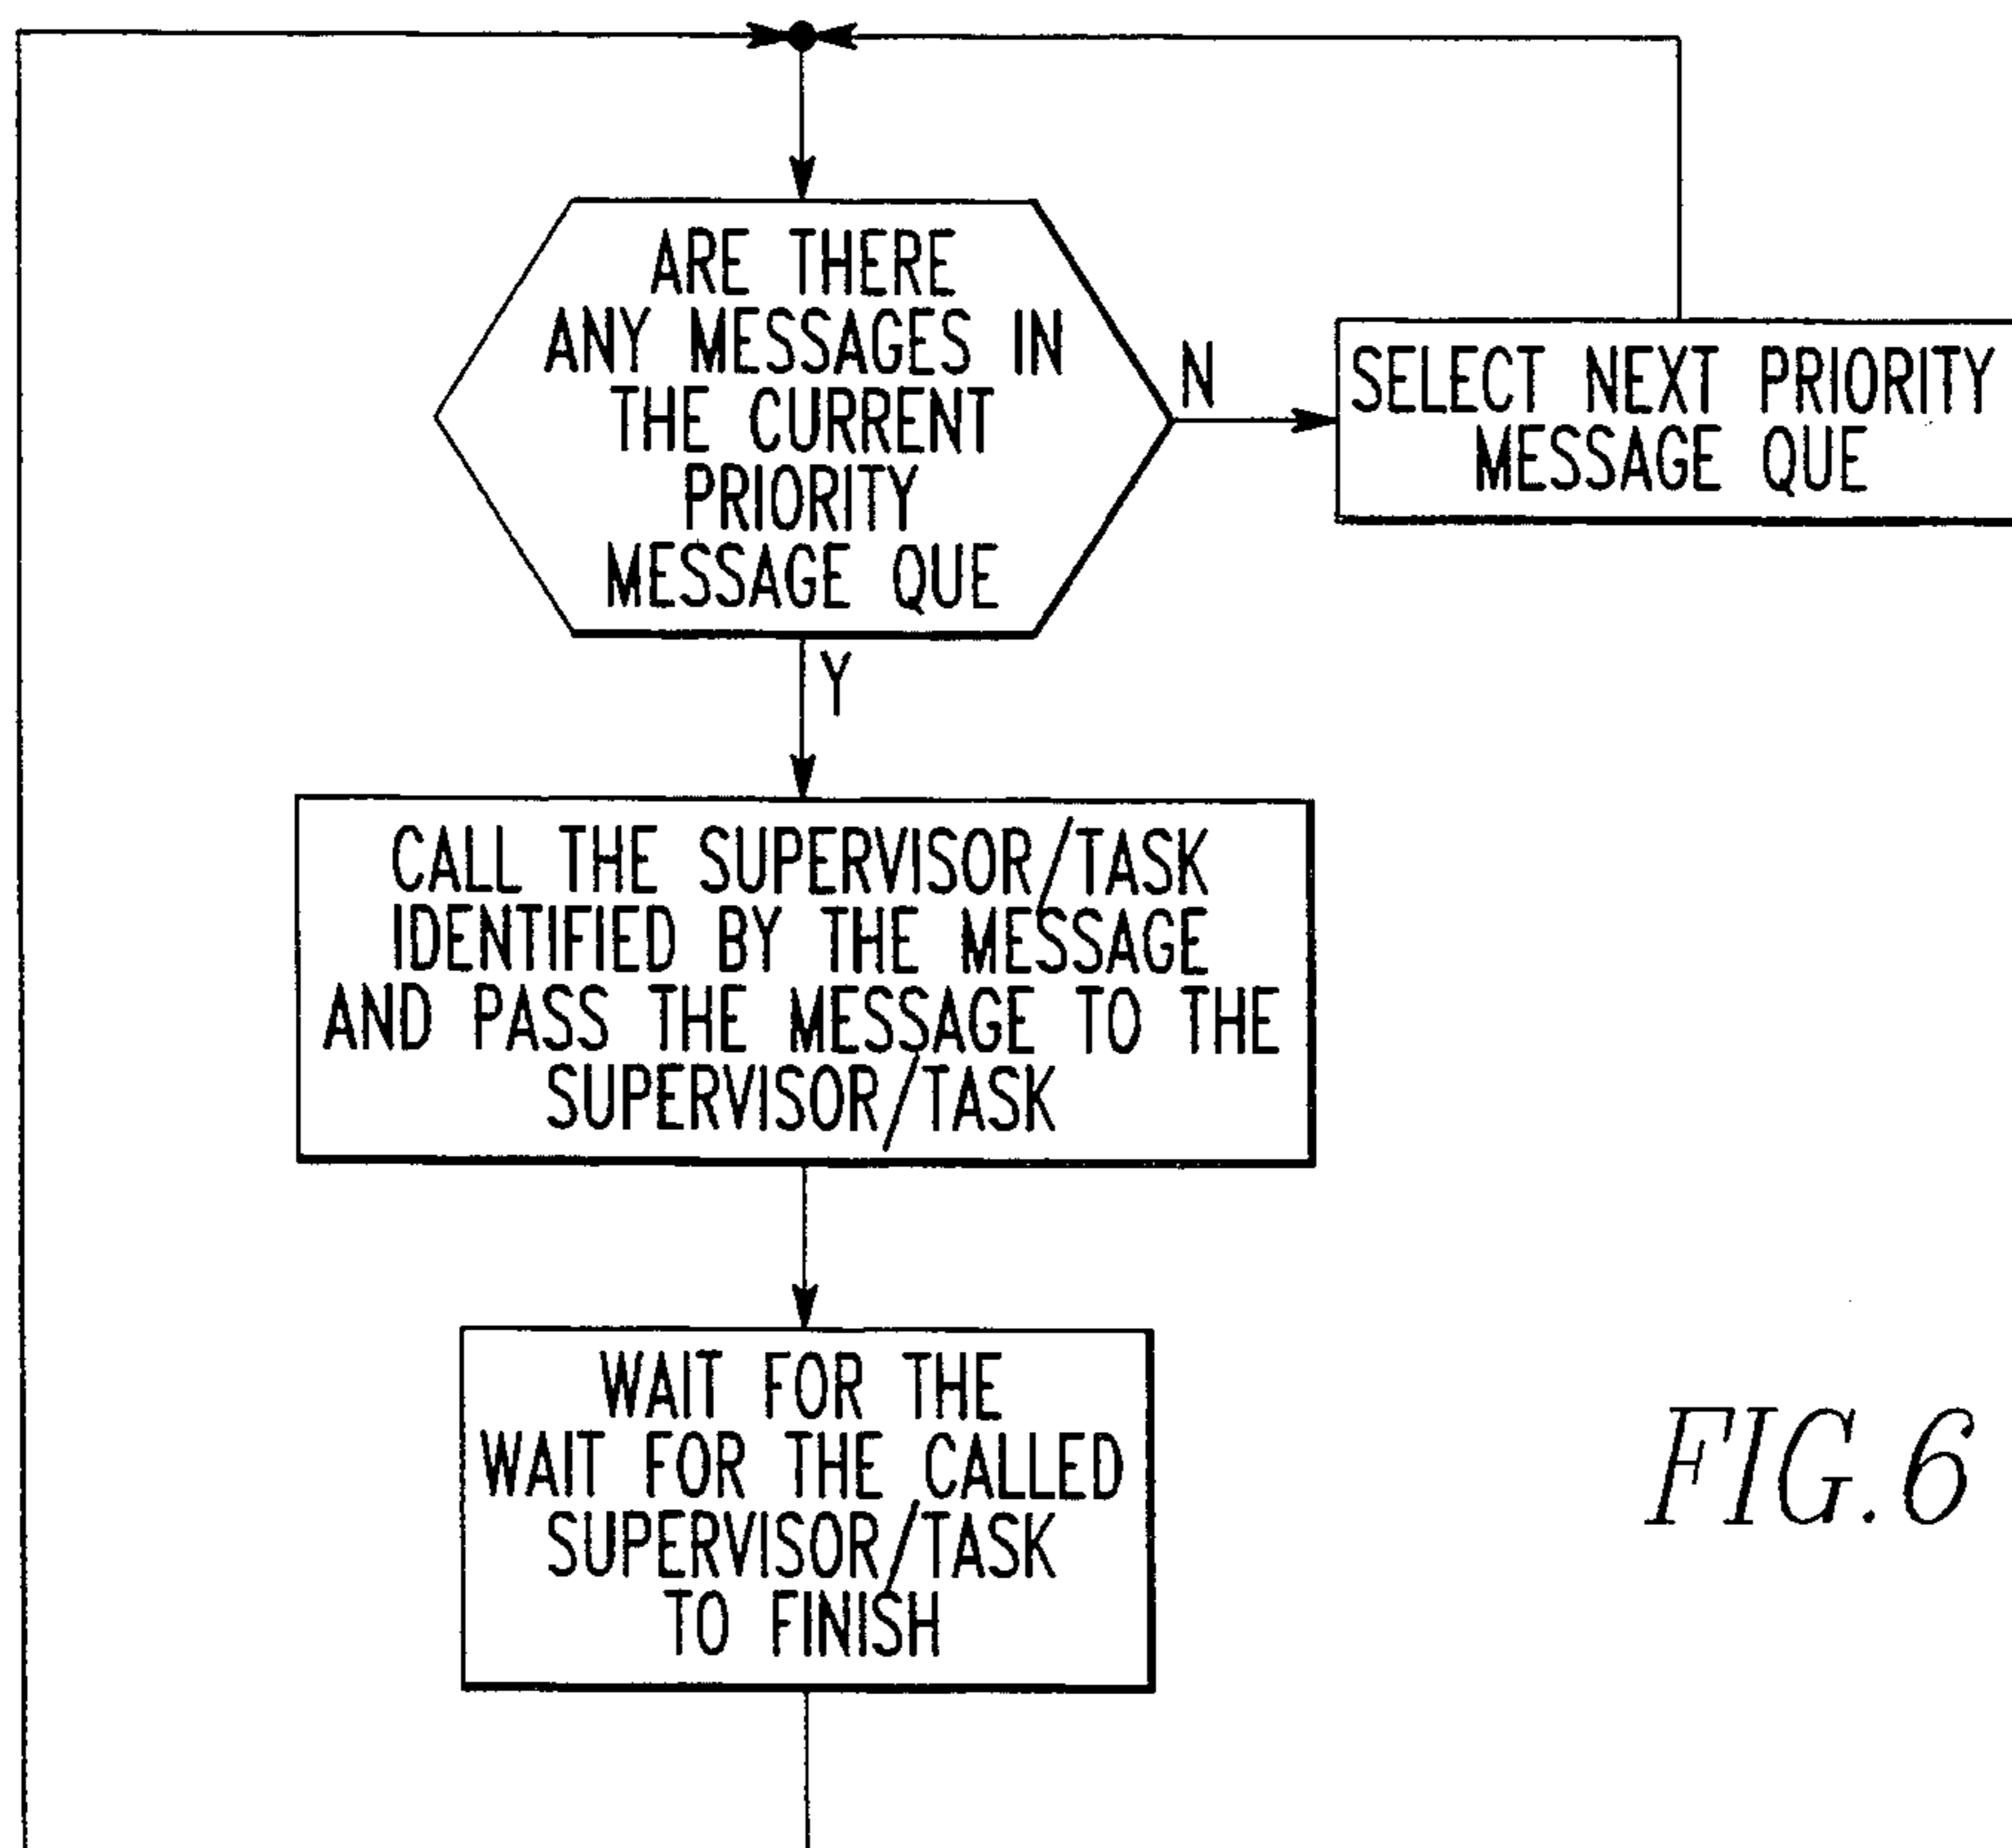 ARE THERE
ANY MESSAGES IN
THE CURRENT
PRIORITY
MESSAGE QUE
N
SELECT NEXT PRIORITY
MESSAGE QUE
Y
CALL THE SUPERVISOR/TASK
IDENTIFIED BY THE MESSAGE
AND PASS THE MESSAGE TO THE
SUPERVISOR/TASK
WAIT FOR THE
WAIT FOR THE CALLED
SUPERVISOR/TASK
TO FINISH
FIG.6